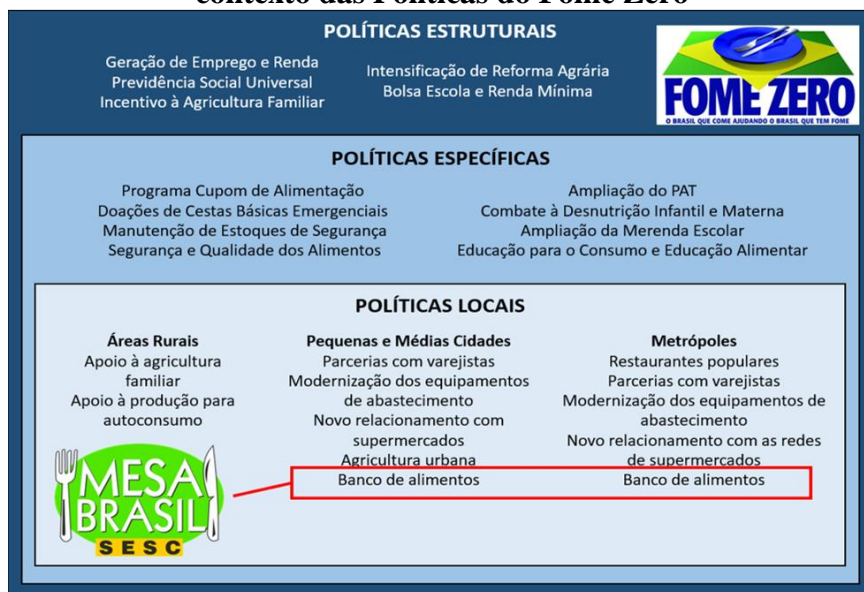 contexto das Políticas do Fome Zero
POLÍTICAS ESTRUTURAIS
Geração de Emprego e Renda
Previdência Social Universal
Incentivo à Agricultura Familiar
Intensificação de Reforma Agrária
Bolsa Escola e Renda Mínima
FOME ZERO
O BRASIL QUE COME AJUDANDO O BRASIL QUE TEM FOME
POLÍTICAS ESPECÍFICAS
Programa Cupom de Alimentação
Doações de Cestas Básicas Emergenciais
Manutenção de Estoques de Segurança
Segurança e Qualidade dos Alimentos
Ampliação do PAT
Combate à Desnutrição Infantil e Materna
Ampliação da Merenda Escolar
Educação para o Consumo e Educação Alimentar
POLÍTICAS LOCAIS
Áreas Rurais
Apoio à agricultura
familiar
Apoio à produção para
autoconsumo
MESA
BRASIL
SESC
Pequenas e Médias Cidades
Parcerias com varejistas
Modernização dos equipamentos
de abastecimento
Novo relacionamento com
supermercados
Agricultura urbana
Banco de alimentos
Metrópoles
Restaurantes populares
Parcerias com varejistas
Modernização dos equipamentos de
abastecimento
Novo relacionamento com as redes
de supermercados
Banco de alimentos